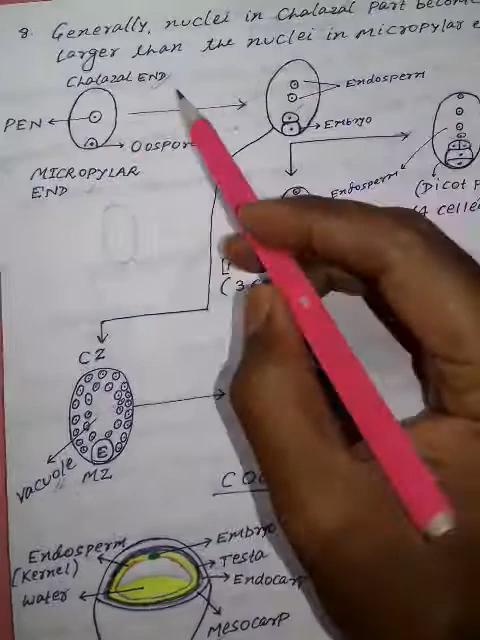 8. Generally, nuclei in Chalazal part
larger than the nuclei in micropylar
Chalazal END
Endosperm
PEN
Embryo
Oospor
MICROPYLAR
END
Endosperm
(Dicot
(3
CZ
E
vacuole
MZ
Endosperm
(Kernel)
water
Embryo
Testa
Endocarp
Mesocarp